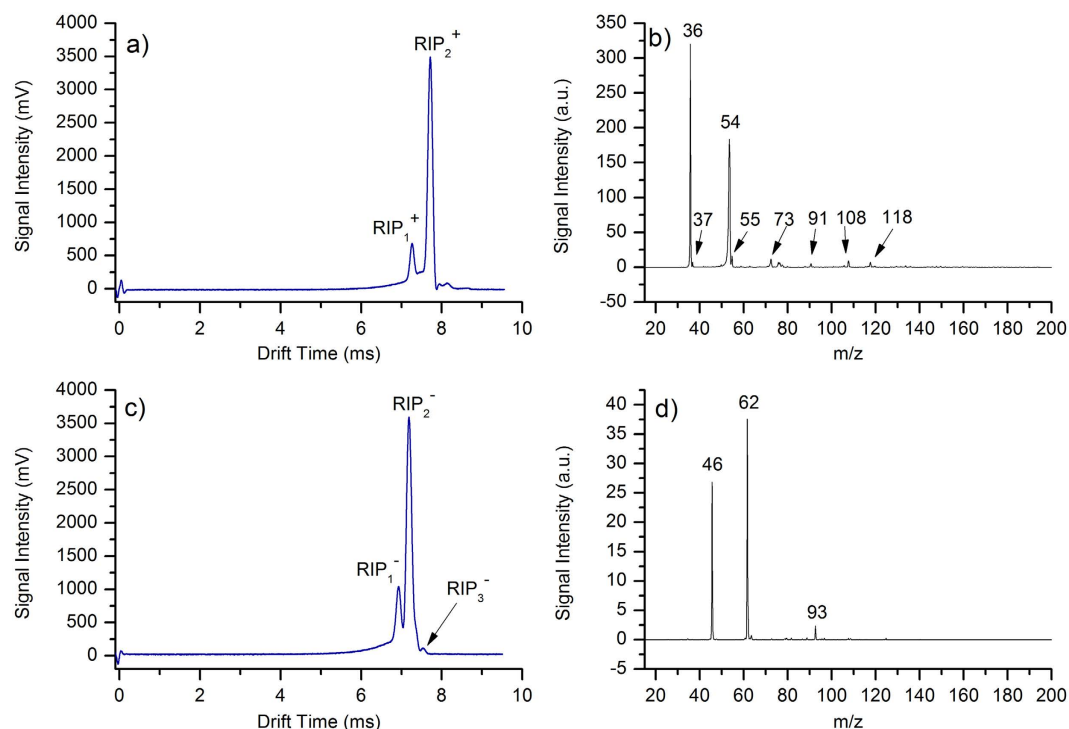 a)
4000
3500
3000
2500
2000
1500
1000
500
0
Signal Intensity (mV)
RIP₂⁺
RIP₁⁺
0 2 4 6 8 10
Drift Time (ms)
b)
350
300
250
200
150
100
50
0
-50
Signal Intensity (a.u.)
36
54
37 55 73 91 108 118
20 40 60 80 100 120 140 160 180 200
m/z
c)
4000
3500
3000
2500
2000
1500
1000
500
0
Signal Intensity (mV)
RIP₂⁻
RIP₁⁻
RIP₃⁻
0 2 4 6 8 10
Drift Time (ms)
d)
40
35
30
25
20
15
10
5
0
-5
Signal Intensity (a.u.)
62
46
93
20 40 60 80 100 120 140 160 180 200
m/z